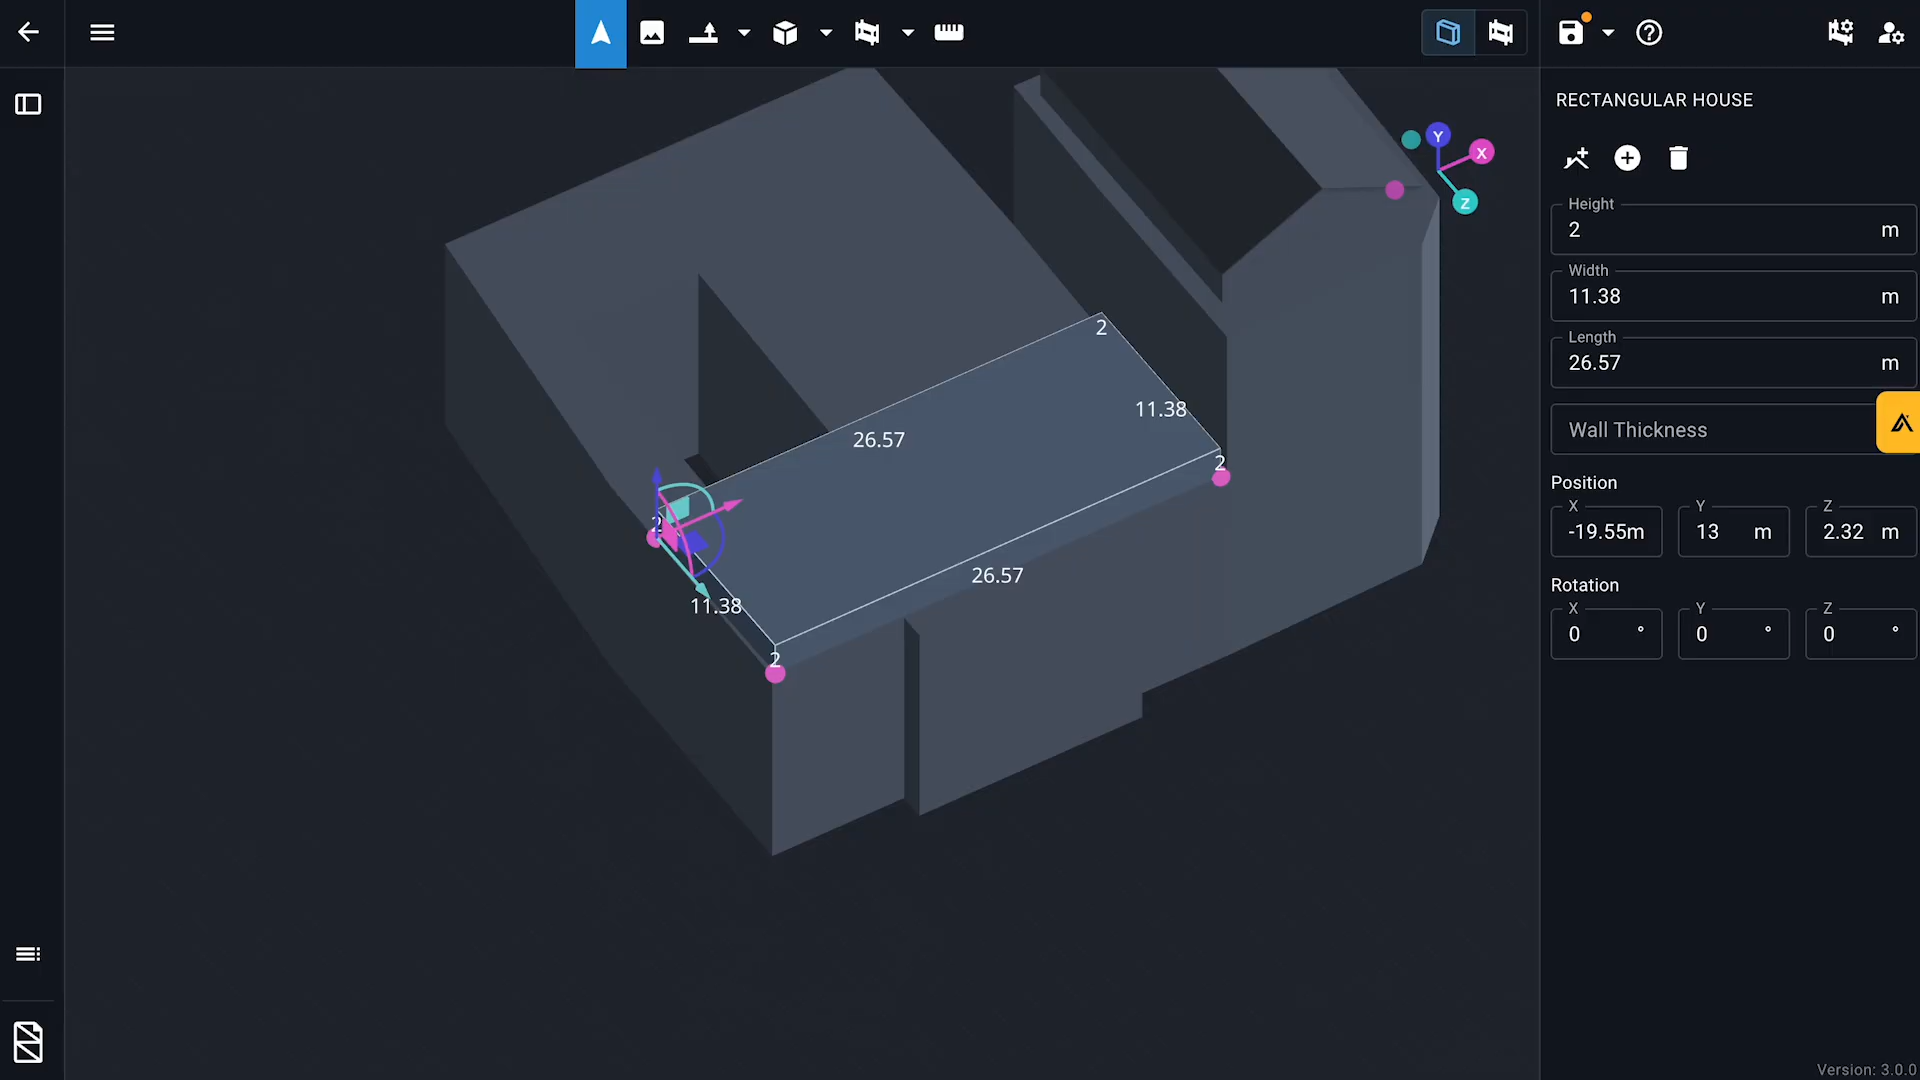 RECTANGULAR HOUSE
Height
2 m
Width
11.38 m
Length
26.57 m
Wall Thickness
Position
X Y Z
-19.55m 13 m 2.32 m
Rotation
X Y Z
0 ° 0 ° 0 °
Y
X
Z
2
11.38
26.57
2
2
26.57
11.38
2
Version: 3.0.0